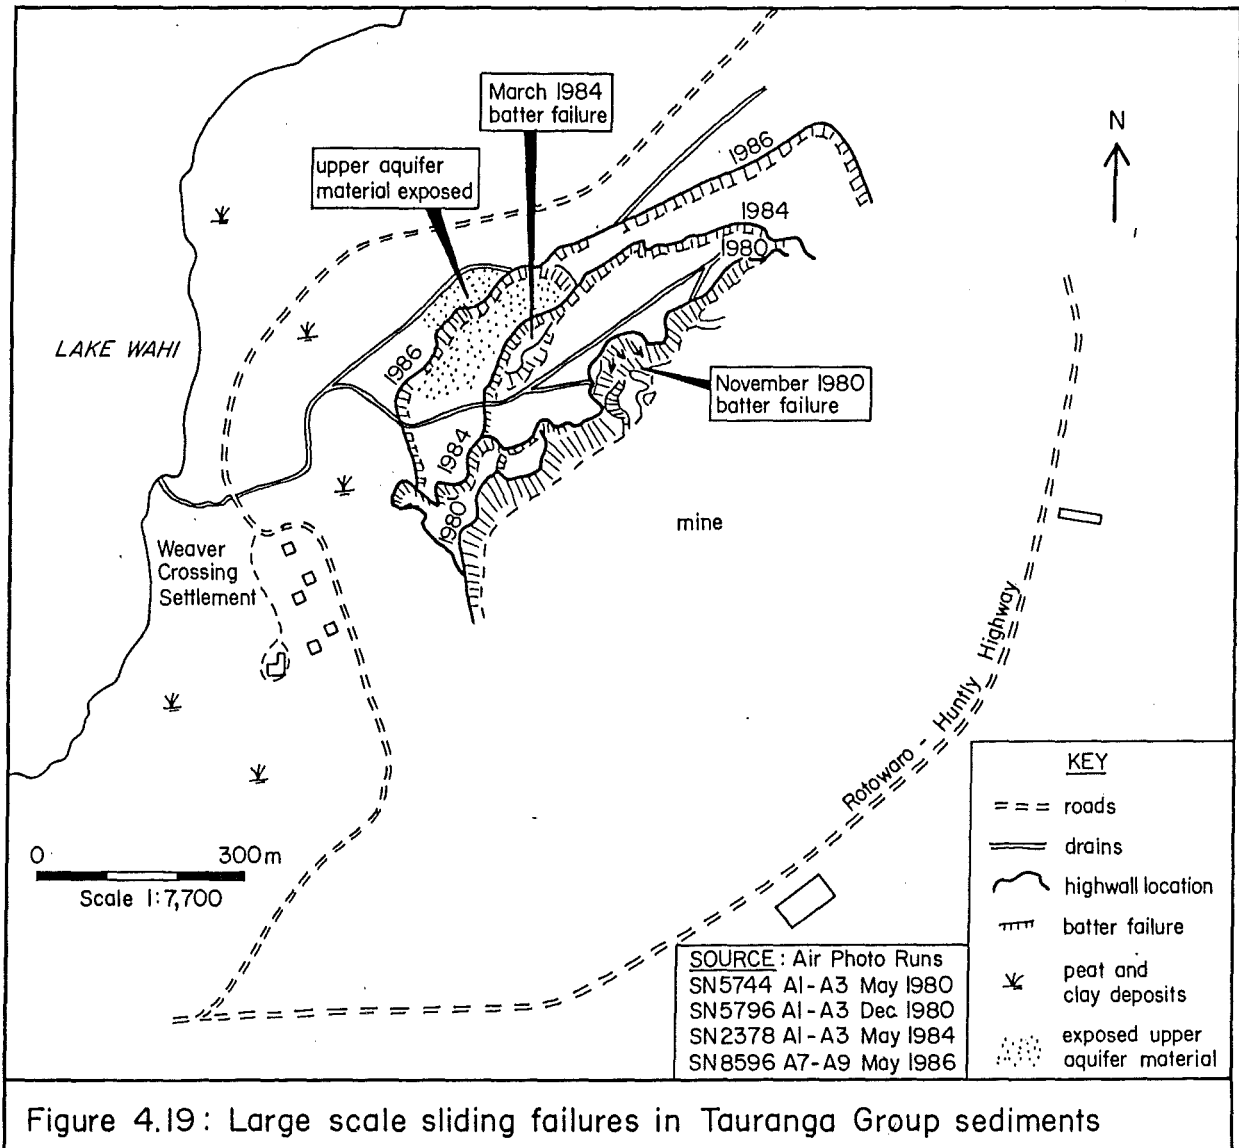 March 1984
batter failure
upper aquifer
material exposed
N
1986
1984
1980
LAKE WAHI
1986
November 1980
batter failure
1984
1980
mine
Weaver
Crossing
Settlement
Rotowaro - Huntly Highway
0 300m
Scale 1:7,700
KEY
roads
drains
highwall location
batter failure
peat and
clay deposits
exposed upper
aquifer material
SOURCE: Air Photo Runs
SN5744 A1-A3 May 1980
SN5796 A1-A3 Dec. 1980
SN2378 A1-A3 May 1984
SN8596 A7-A9 May 1986
Figure 4.19: Large scale sliding failures in Tauranga Group sediments